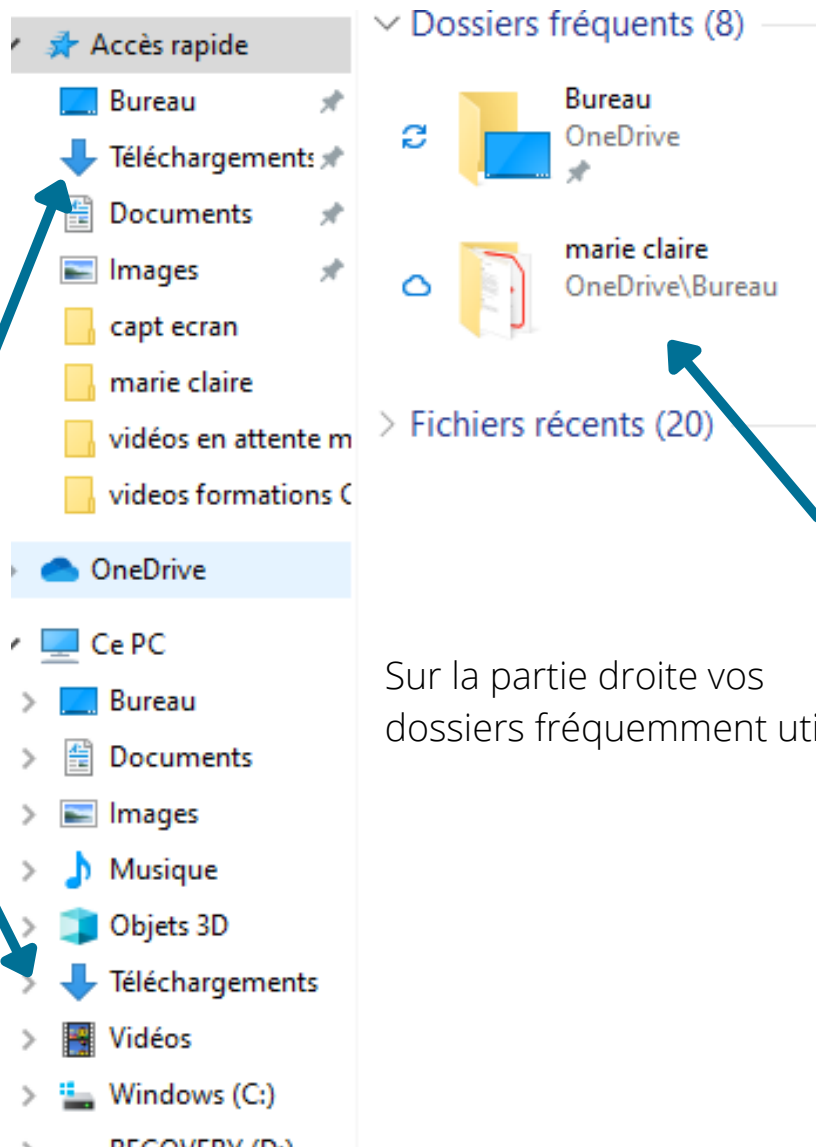 Accès rapide
Bureau
Téléchargements
Documents
Images
capt ecran
marie claire
vidéos en attente m
videos formations
OneDrive
Ce PC
Bureau
Documents
Images
Musique
Objets 3D
Téléchargements
Vidéos
Windows (C:)
RECOVERY (D:)
Dossiers fréquents (8)
Bureau
OneDrive
marie claire
OneDrive\Bureau
Fichiers récents (20)
Sur la partie droite vos
dossiers fréquemment uti